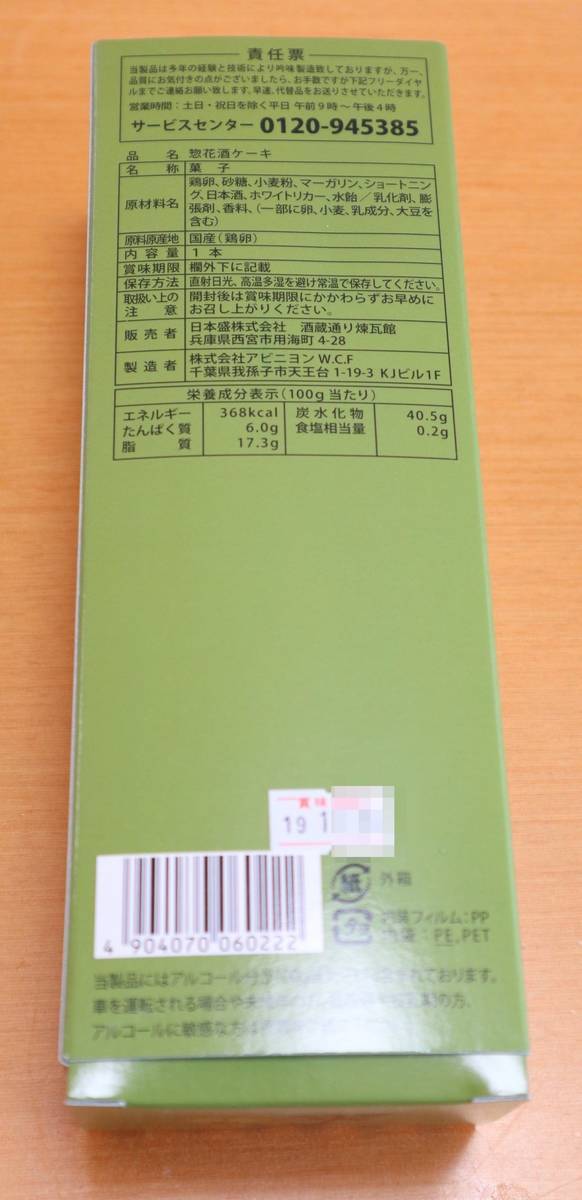 責任票
当製品は多年の経験と技術により吟味製造致しておりますが、万一、
品質にお気付きの点がございましたら、お手数ですが下記フリーダイヤ
ルまでご連絡お願い致します。早速、代替品をお送りさせていただきます。
営業時間：土日・祝日を除く平日 午前9時〜午後4時
サービスセンター 0120-945385
品名 惣花酒ケーキ
名称 菓子
原材料名 鶏卵、砂糖、小麦粉、マーガリン、ショートニン
グ、日本酒、ホワイトリカー、水飴／乳化剤、膨
張剤、香料、（一部に卵、小麦、乳成分、大豆を
含む）
原料原産地 国産（鶏卵）
内容量 1本
賞味期限 欄外下に記載
保存方法 直射日光、高温多湿を避け常温で保存してください。
取扱い上の注意 開封後は賞味期限にかかわらずお早めに
お召し上がりください。
販売者 日本盛株式会社 酒蔵通り煉瓦館
兵庫県西宮市用海町 4-28
製造者 株式会社アビニヨン W.C.F
千葉県我孫子市天王台 1-19-3 KJビル1F
栄養成分表示（100g 当たり）
エネルギー 368kcal 炭水化物 40.5g
たんぱく質 6.0g 食塩相当量 0.2g
脂質 17.3g
賞味
19 1
4 904070 060222
紙 外箱
プラ フィルム：PP
袋：PE、PET
当製品にはアルコール分が されております。
車を運転される場合や の方、
アルコールに敏感な方は